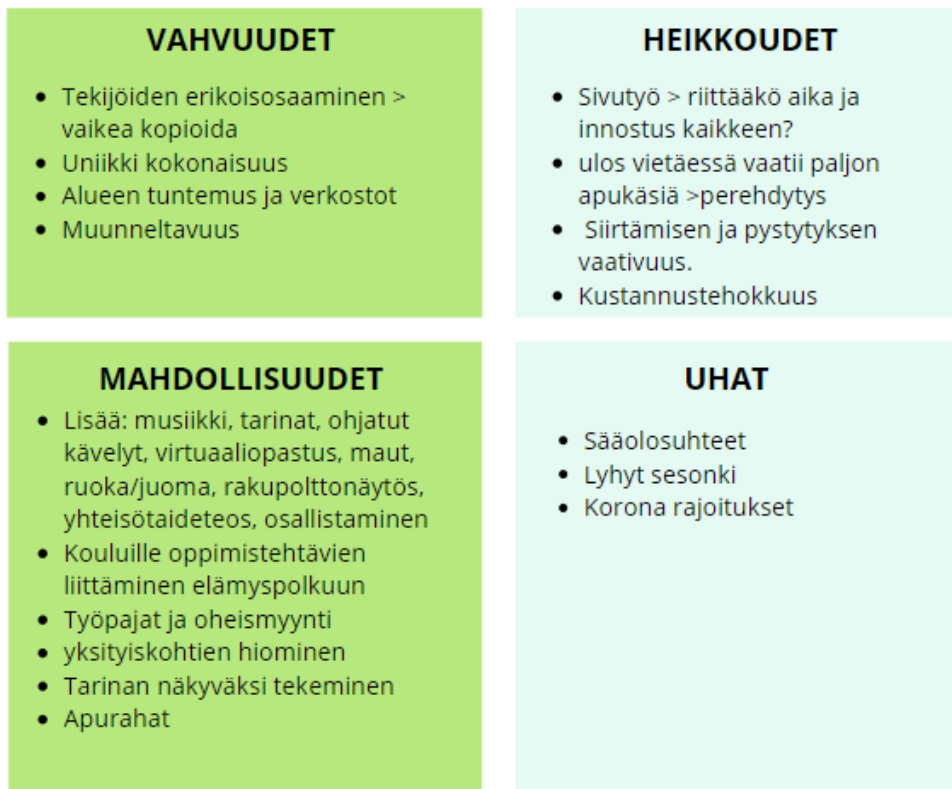 VAHVUUDET
• Tekijöiden erikoisosaaminen >
vaikea kopioida
• Uniikki kokonaisuus
• Alueen tuntemus ja verkostot
• Muunneltavuus
HEIKKOUDET
• Sivutyö > riittääkö aika ja
innostus kaikkeen?
• ulos vietäessä vaatii paljon
apukäsiä >perehdytys
• Siirtämisen ja pystytyksen
vaativuus.
• Kustannustehokkuus
MAHDOLLISUUDET
• Lisää: musiikki, tarinat, ohjatut
kävelyt, virtuaaliopastus, maut,
ruoka/juoma, rakupolttonäytös,
yhteisötaideteos, osallistaminen
• Kouluille oppimistehtävien
liittäminen elämyspolkuun
• Työpajat ja oheismyynti
• yksityiskohtien hiominen
• Tarinan näkyväksi tekeminen
• Apurahat
UHAT
• Sääolosuhteet
• Lyhyt sesonki
• Korona rajoitukset